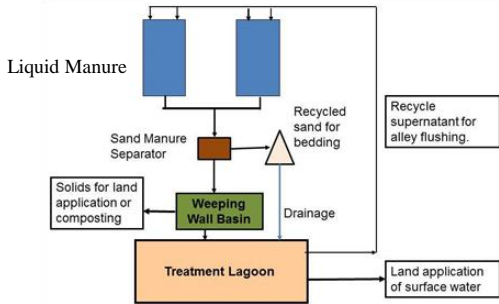 Liquid Manure
Recycled
sand for
bedding
Recycle
supernatant for
alley flushing.
Sand Manure
Separator
Solids for land
application or
composting
Weeping
Wall Basin
Drainage
Treatment Lagoon
Land application
of surface water